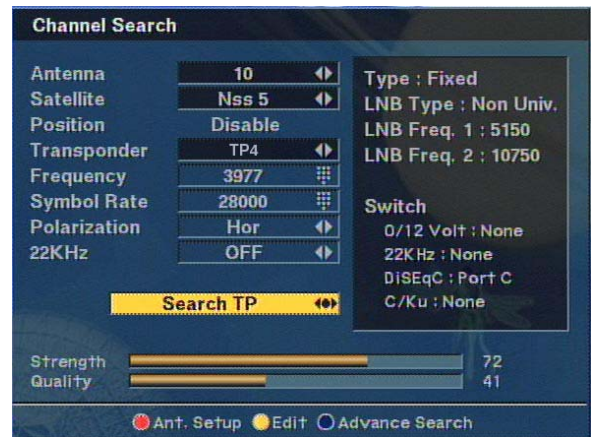 Channel Search
Antenna 10
Satellite Nss 5
Position Disable
Transponder TP4
Frequency 3977
Symbol Rate 28000
Polarization Hor
22KHz OFF
Search TP
Type : Fixed
LNB Type : Non Univ.
LNB Freq. 1 : 5150
LNB Freq. 2 : 10750
Switch
0/12 Volt : None
22KHz : None
DiSEqC : Port C
C/Ku : None
Strength 72
Quality 41
Ant. Setup Edit Advance Search